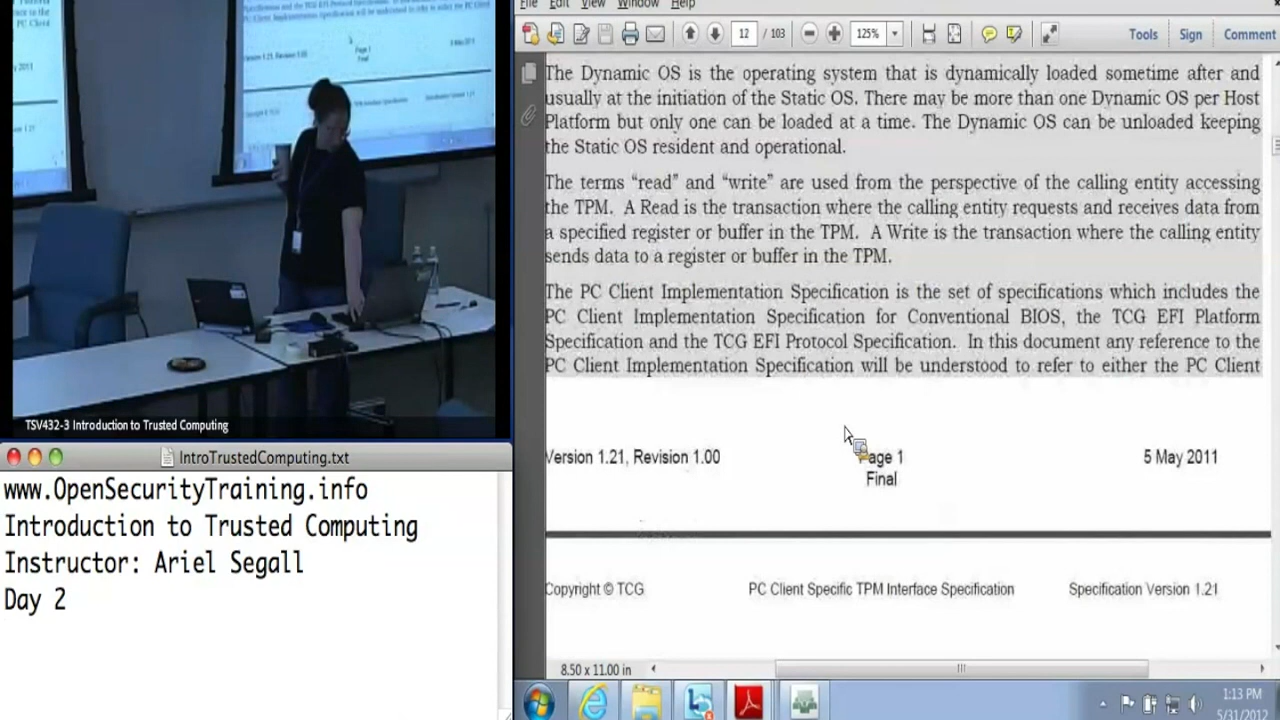 TSV432-3 Introduction to Trusted Computing
IntroTrustedComputing.txt
www.OpenSecurityTraining.info
Introduction to Trusted Computing
Instructor: Ariel Segall
Day 2
File Edit View Window Help
12 / 103 125% Tools Sign Comment
The Dynamic OS is the operating system that is dynamically loaded sometime after and
usually at the initiation of the Static OS. There may be more than one Dynamic OS per Host
Platform but only one can be loaded at a time. The Dynamic OS can be unloaded keeping
the Static OS resident and operational.
The terms “read” and “write” are used from the perspective of the calling entity accessing
the TPM. A Read is the transaction where the calling entity requests and receives data from
a specified register or buffer in the TPM. A Write is the transaction where the calling entity
sends data to a register or buffer in the TPM.
The PC Client Implementation Specification is the set of specifications which includes the
PC Client Implementation Specification for Conventional BIOS, the TCG EFI Platform
Specification and the TCG EFI Protocol Specification. In this document any reference to the
PC Client Implementation Specification will be understood to refer to either the PC Client
Version 1.21, Revision 1.00 Page 1 5 May 2011
Final
Copyright © TCG PC Client Specific TPM Interface Specification Specification Version 1.21
8.50 x 11.00 in
1:13 PM
5/31/2012